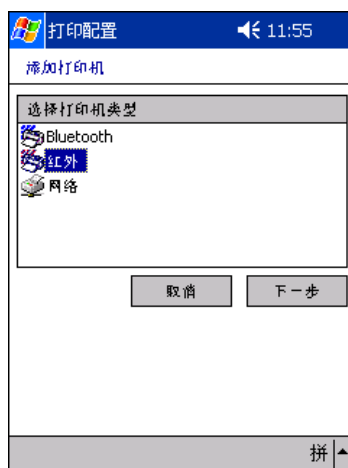 打印配置 11:55
添加打印机
选择打印机类型
Bluetooth
红外
网络
取消 下一步
拼